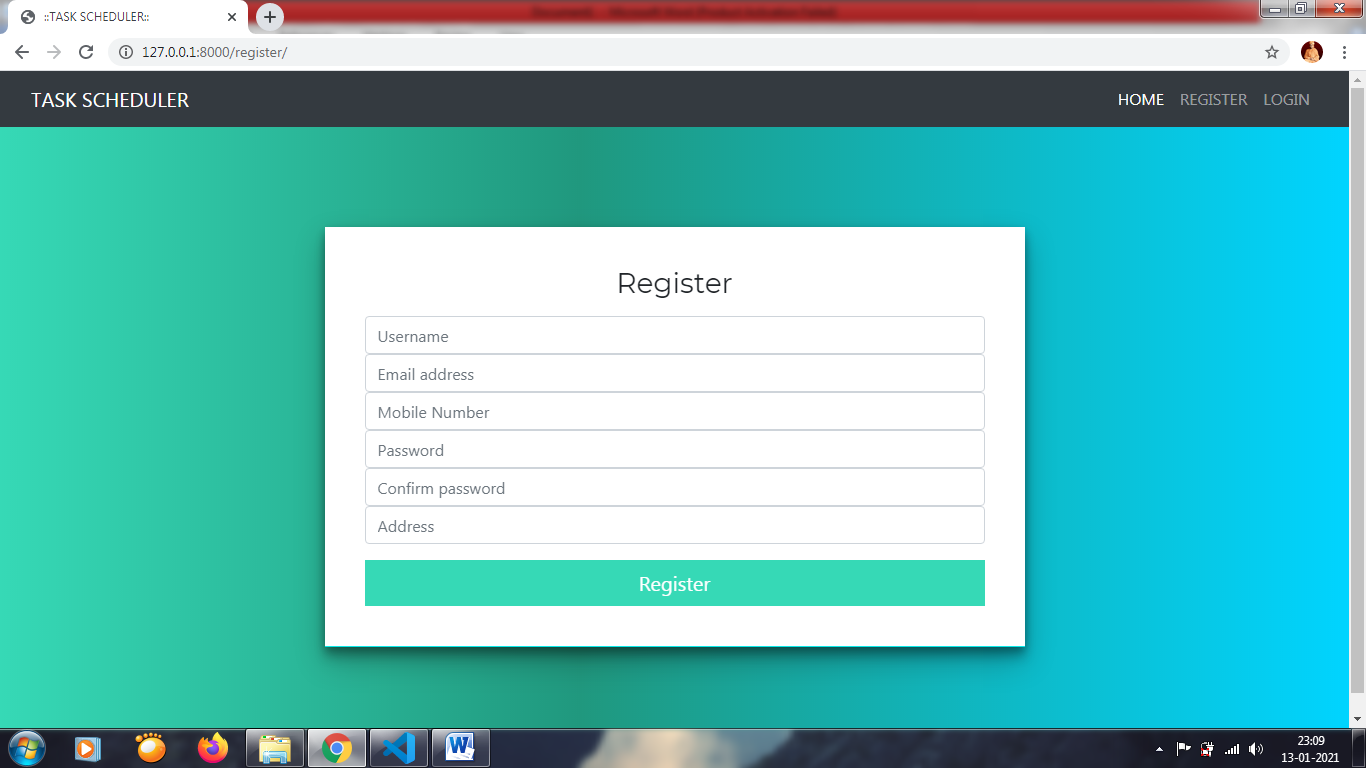 ::TASK SCHEDULER::
127.0.0.1:8000/register/
TASK SCHEDULER
HOME REGISTER LOGIN
Register
Username
Email address
Mobile Number
Password
Confirm password
Address
Register
23:09
13-01-2021